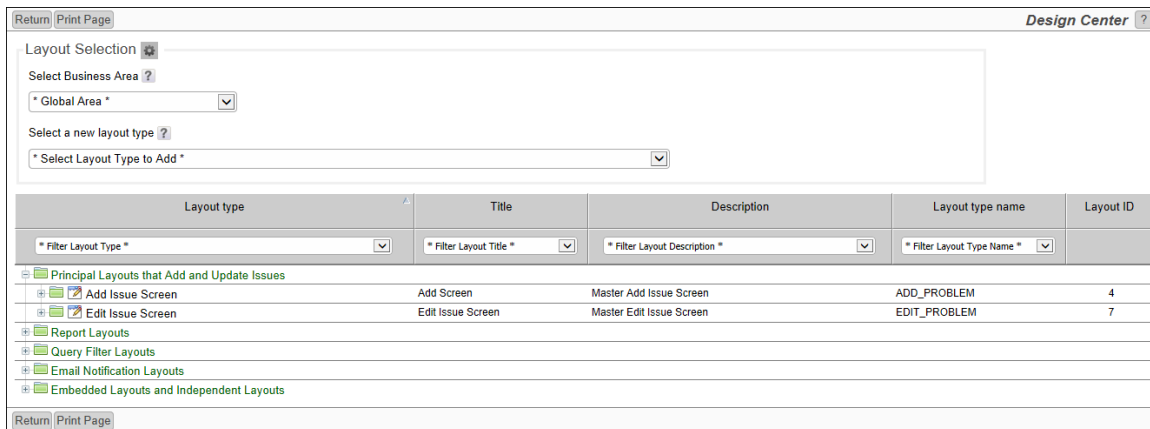 Return Print Page Design Center ?
Layout Selection
Select Business Area ?
* Global Area *
Select a new layout type ?
* Select Layout Type to Add *
Layout type Title Description Layout type name Layout ID
* Filter Layout Type * * Filter Layout Title * * Filter Layout Description * * Filter Layout Type Name *
Principal Layouts that Add and Update Issues
Add Issue Screen Add Screen Master Add Issue Screen ADD_PROBLEM 4
Edit Issue Screen Edit Issue Screen Master Edit Issue Screen EDIT_PROBLEM 7
Report Layouts
Query Filter Layouts
Email Notification Layouts
Embedded Layouts and Independent Layouts
Return Print Page